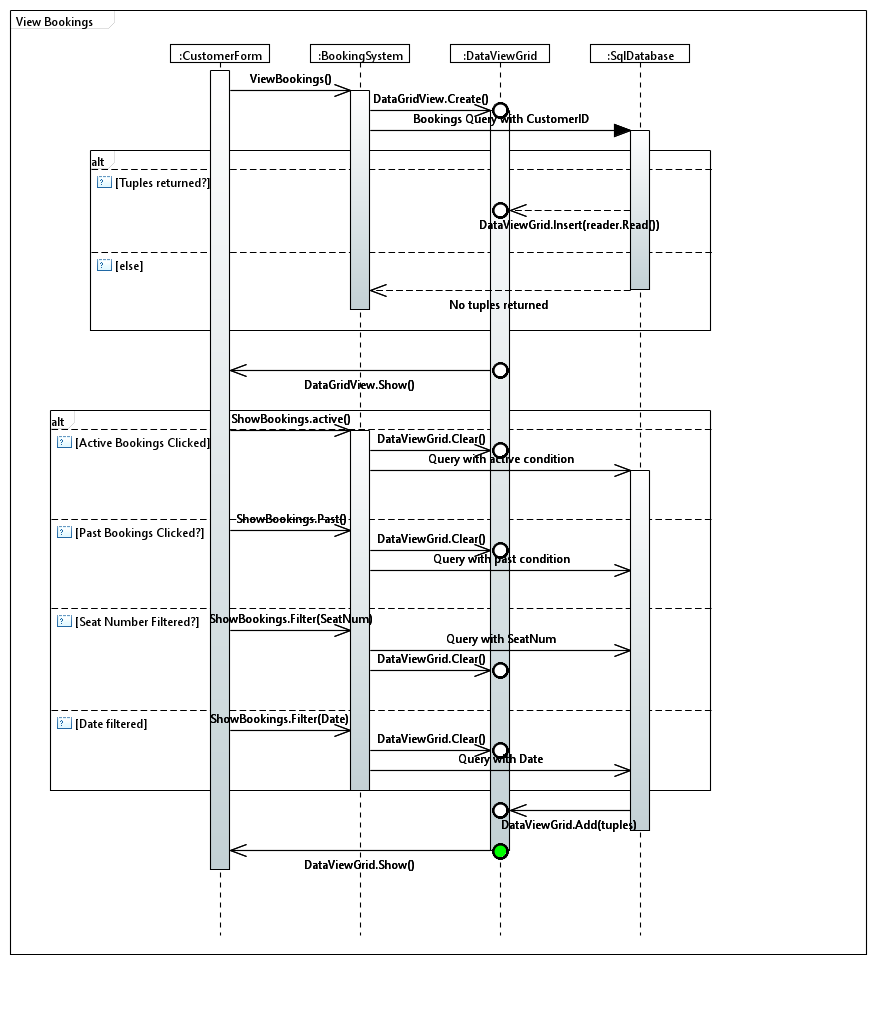 View Bookings
:CustomerForm
:BookingSystem
:DataViewGrid
:SqlDatabase
ViewBookings()
DataGridView.Create()
Bookings Query with CustomerID
alt
[Tuples returned?]
DataViewGrid.Insert(reader.Read())
[else]
No tuples returned
DataGridView.Show()
alt
ShowBookings.active()
[Active Bookings Clicked]
DataViewGrid.Clear()
Query with active condition
ShowBookings.Past()
[Past Bookings Clicked?]
DataViewGrid.Clear()
Query with past condition
ShowBookings.Filter(SeatNum)
[Seat Number Filtered?]
Query with SeatNum
DataViewGrid.Clear()
ShowBookings.Filter(Date)
[Date filtered]
DataViewGrid.Clear()
Query with Date
DataViewGrid.Add(tuples)
DataViewGrid.Show()